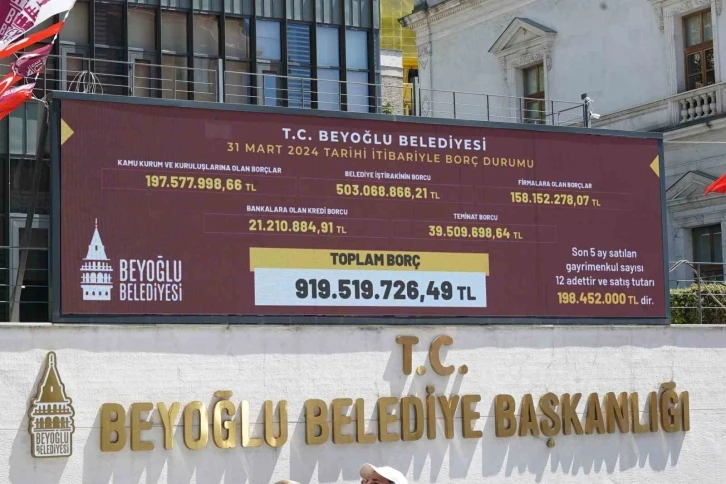 T.C. BEYOĞLU BELEDİYESİ
31 MART 2024 TARİHİ İTİBARİYLE BORÇ DURUMU
KAMU KURUM VE KURULUŞLARINA OLAN BORÇLAR
197.577.998,66 TL
BELEDİYE İŞTİRAKİNİN BORCU
503.068.866,21 TL
FİRMALARA OLAN BORÇLAR
158.152.278,07 TL
BANKALARA OLAN KREDİ BORCU
21.210.884,91 TL
TEMİNAT BORCU
39.509.698,64 TL
TOPLAM BORÇ
919.519.726,49 TL
Son 5 ay satılan
gayrimenkul sayısı
12 adettir ve satış tutarı
198.452.000 TL dir.
BEYOĞLU
BELEDİYESİ
T.C.
BEYOĞLU BELEDİYE BAŞKANLIĞI
BEYOĞLU
BELEDİYESİ